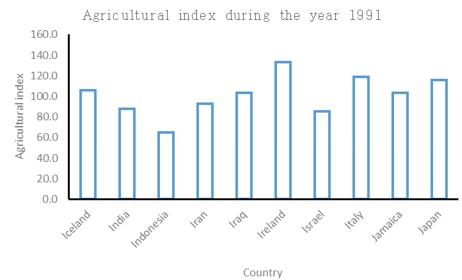 Agricultural index during the year 1991
160.0
140.0
120.0
100.0
80.0
60.0
40.0
20.0
0.0
Agricultural index
Iceland
India
Indonesia
Iran
Iraq
Ireland
Israel
Italy
Jamaica
Japan
Country